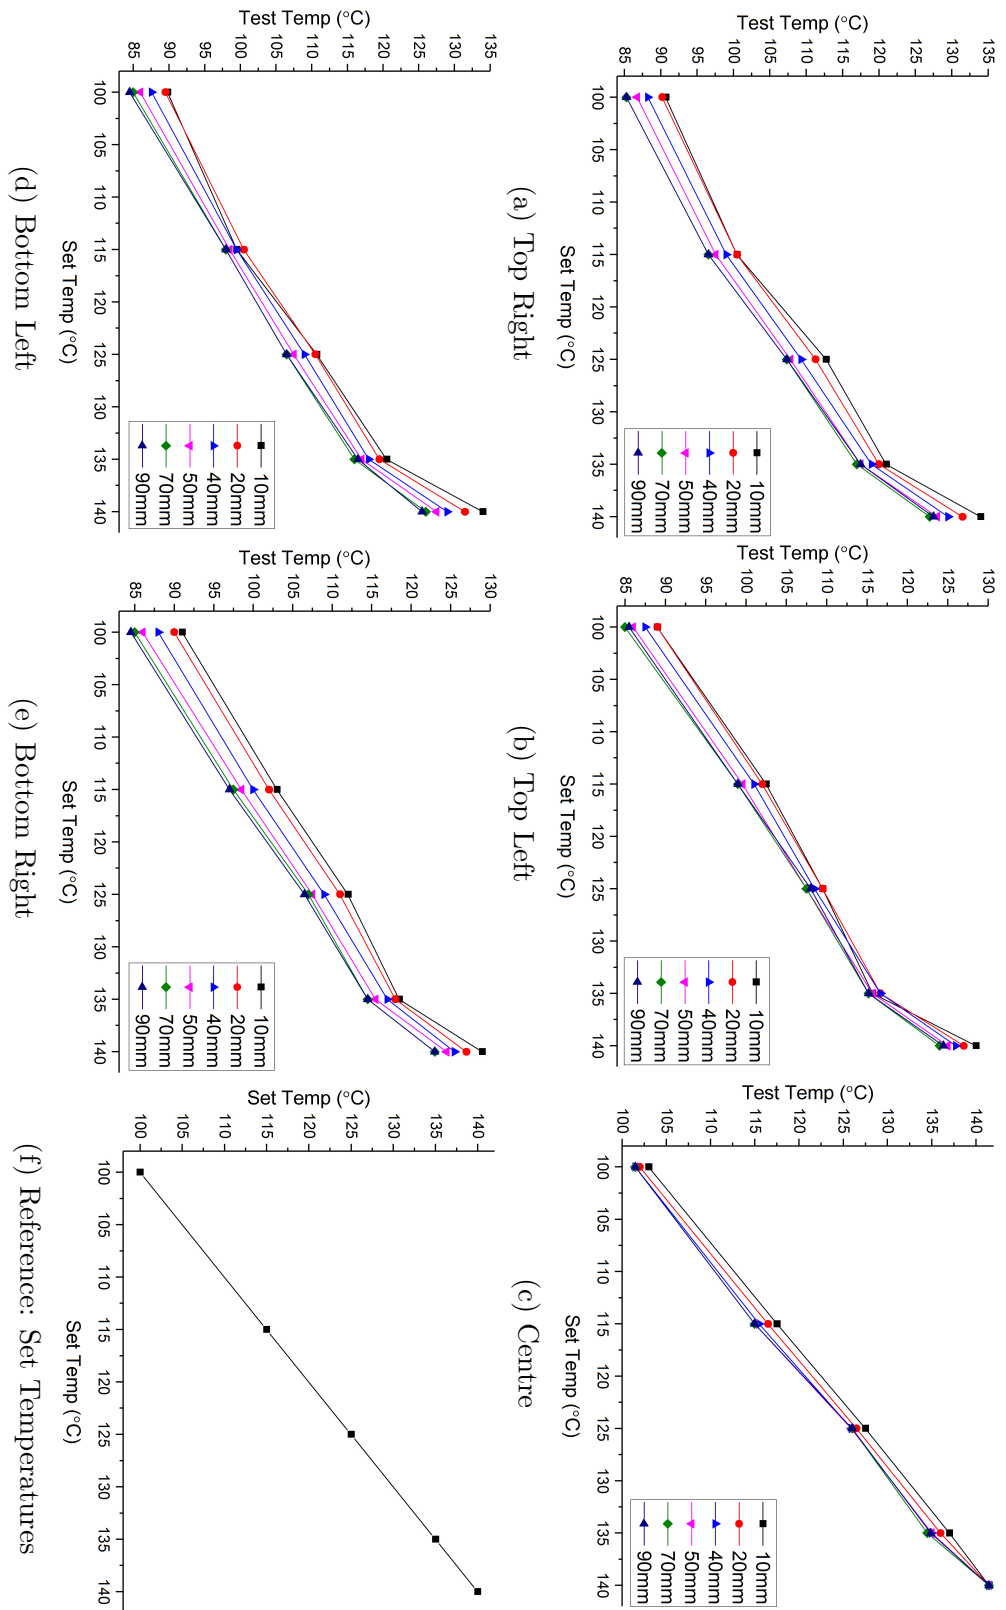 Test Temp (°C)
135
130
125
120
115
110
105
100
95
90
85
100
105
110
115
120
125
130
135
140
Set Temp (°C)
10mm
20mm
40mm
50mm
70mm
90mm
(a) Top Right
Test Temp (°C)
130
125
120
115
110
105
100
95
90
85
100
105
110
115
120
125
130
135
140
Set Temp (°C)
10mm
20mm
40mm
50mm
70mm
90mm
(b) Top Left
Test Temp (°C)
140
135
130
125
120
115
110
105
100
100
105
110
115
120
125
130
135
140
Set Temp (°C)
10mm
20mm
40mm
50mm
70mm
90mm
(c) Centre
Test Temp (°C)
135
130
125
120
115
110
105
100
95
90
85
100
105
110
115
120
125
130
135
140
Set Temp (°C)
10mm
20mm
40mm
50mm
70mm
90mm
(d) Bottom Left
Test Temp (°C)
130
125
120
115
110
105
100
95
90
85
100
105
110
115
120
125
130
135
140
Set Temp (°C)
10mm
20mm
40mm
50mm
70mm
90mm
(e) Bottom Right
Set Temp (°C)
140
135
130
125
120
115
110
105
100
100
105
110
115
120
125
130
135
140
Set Temp (°C)
(f) Reference: Set Temperatures